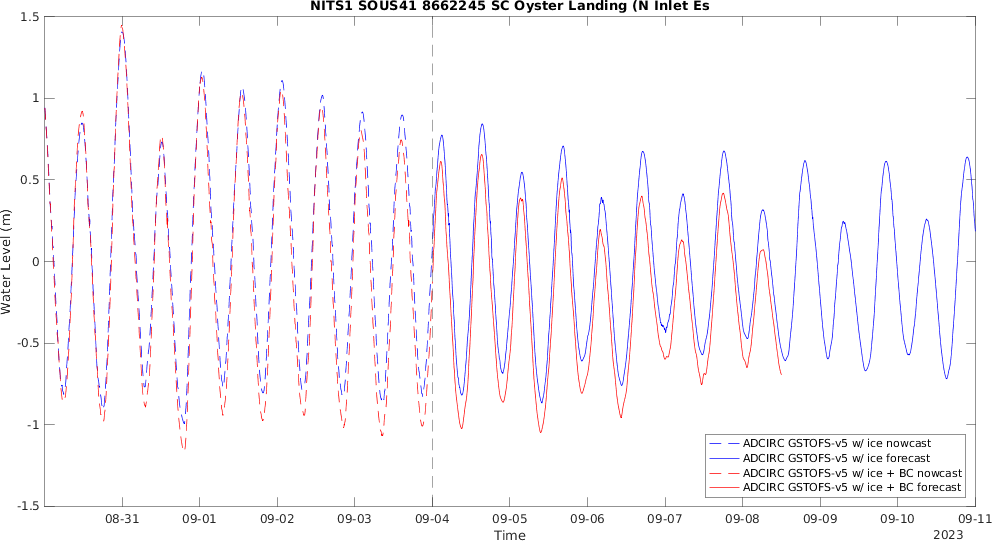 NITS1 SOUS41 8662245 SC Oyster Landing (N Inlet Es
1.5
1
0.5
0
-0.5
-1
-1.5
Water Level (m)
08-31 09-01 09-02 09-03 09-04 09-05 09-06 09-07 09-08 09-09 09-10 09-11
Time
2023
ADCIRC GSTOFS-v5 w/ ice nowcast
ADCIRC GSTOFS-v5 w/ ice forecast
ADCIRC GSTOFS-v5 w/ ice + BC nowcast
ADCIRC GSTOFS-v5 w/ ice + BC forecast